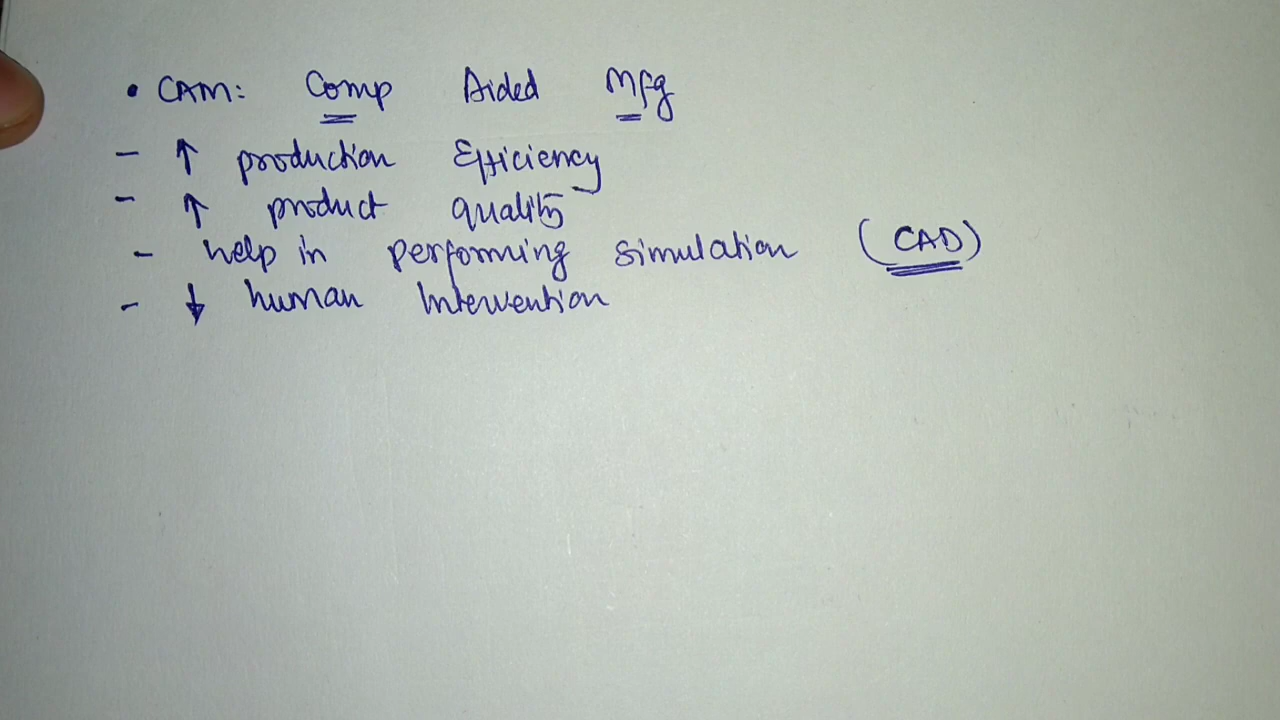 • CAM: Comp Aided Mfg
- ↑ production Efficiency
- ↑ product quality
- help in performing simulation (CAD)
- ↓ human Intervention